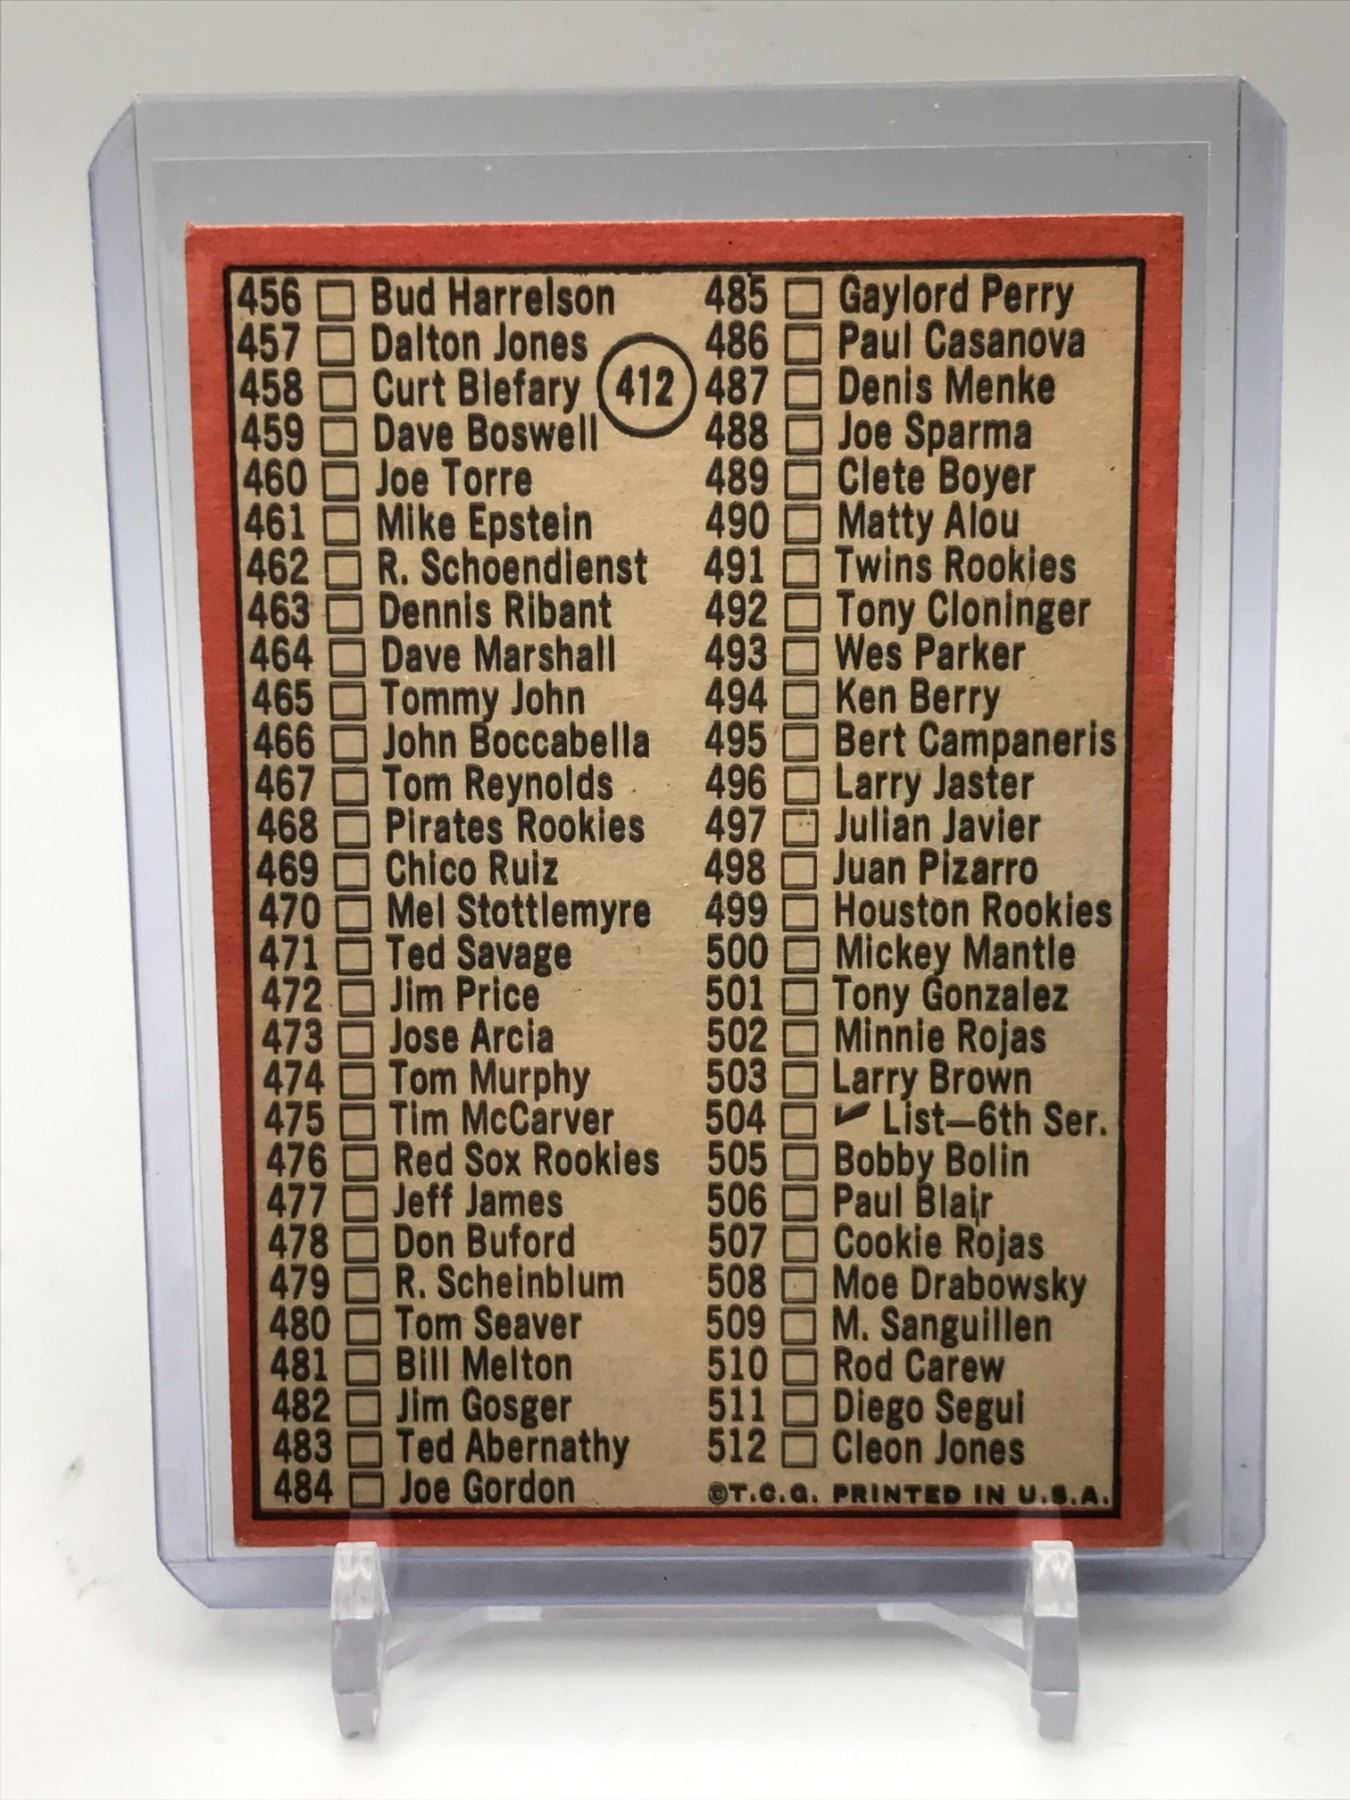 456 Bud Harrelson
457 Dalton Jones
458 Curt Blefary
459 Dave Boswell
460 Joe Torre
461 Mike Epstein
462 R. Schoendienst
463 Dennis Ribant
464 Dave Marshall
465 Tommy John
466 John Boccabella
467 Tom Reynolds
468 Pirates Rookies
469 Chico Ruiz
470 Mel Stottlemyre
471 Ted Savage
472 Jim Price
473 Jose Arcia
474 Tom Murphy
475 Tim McCarver
476 Red Sox Rookies
477 Jeff James
478 Don Buford
479 R. Scheinblum
480 Tom Seaver
481 Bill Melton
482 Jim Gosger
483 Ted Abernathy
484 Joe Gordon
412
485 Gaylord Perry
486 Paul Casanova
487 Denis Menke
488 Joe Sparma
489 Clete Boyer
490 Matty Alou
491 Twins Rookies
492 Tony Cloninger
493 Wes Parker
494 Ken Berry
495 Bert Campaneris
496 Larry Jaster
497 Julian Javier
498 Juan Pizarro
499 Houston Rookies
500 Mickey Mantle
501 Tony Gonzalez
502 Minnie Rojas
503 Larry Brown
504 ✓ List—6th Ser.
505 Bobby Bolin
506 Paul Blair
507 Cookie Rojas
508 Moe Drabowsky
509 M. Sanguillen
510 Rod Carew
511 Diego Segui
512 Cleon Jones
©T.C.G. PRINTED IN U.S.A.